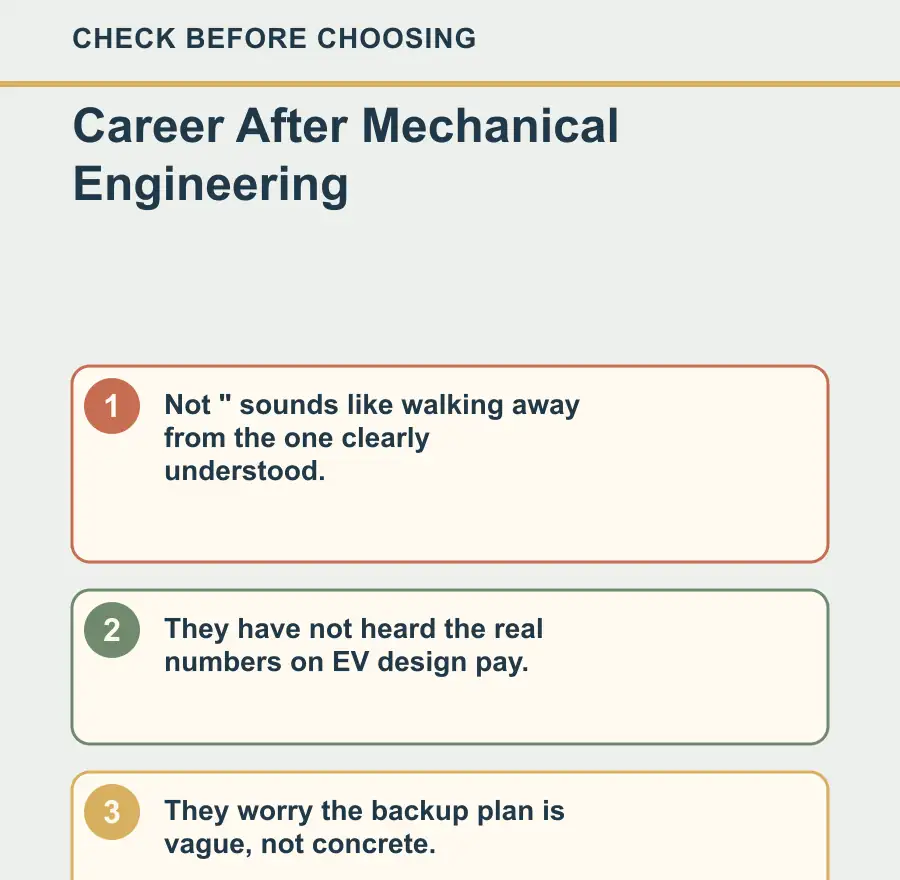 CHECK BEFORE CHOOSING
Career After Mechanical
Engineering
1
Not " sounds like walking away
from the one clearly
understood.
2
They have not heard the real
numbers on EV design pay.
3
They worry the backup plan is
vague, not concrete.